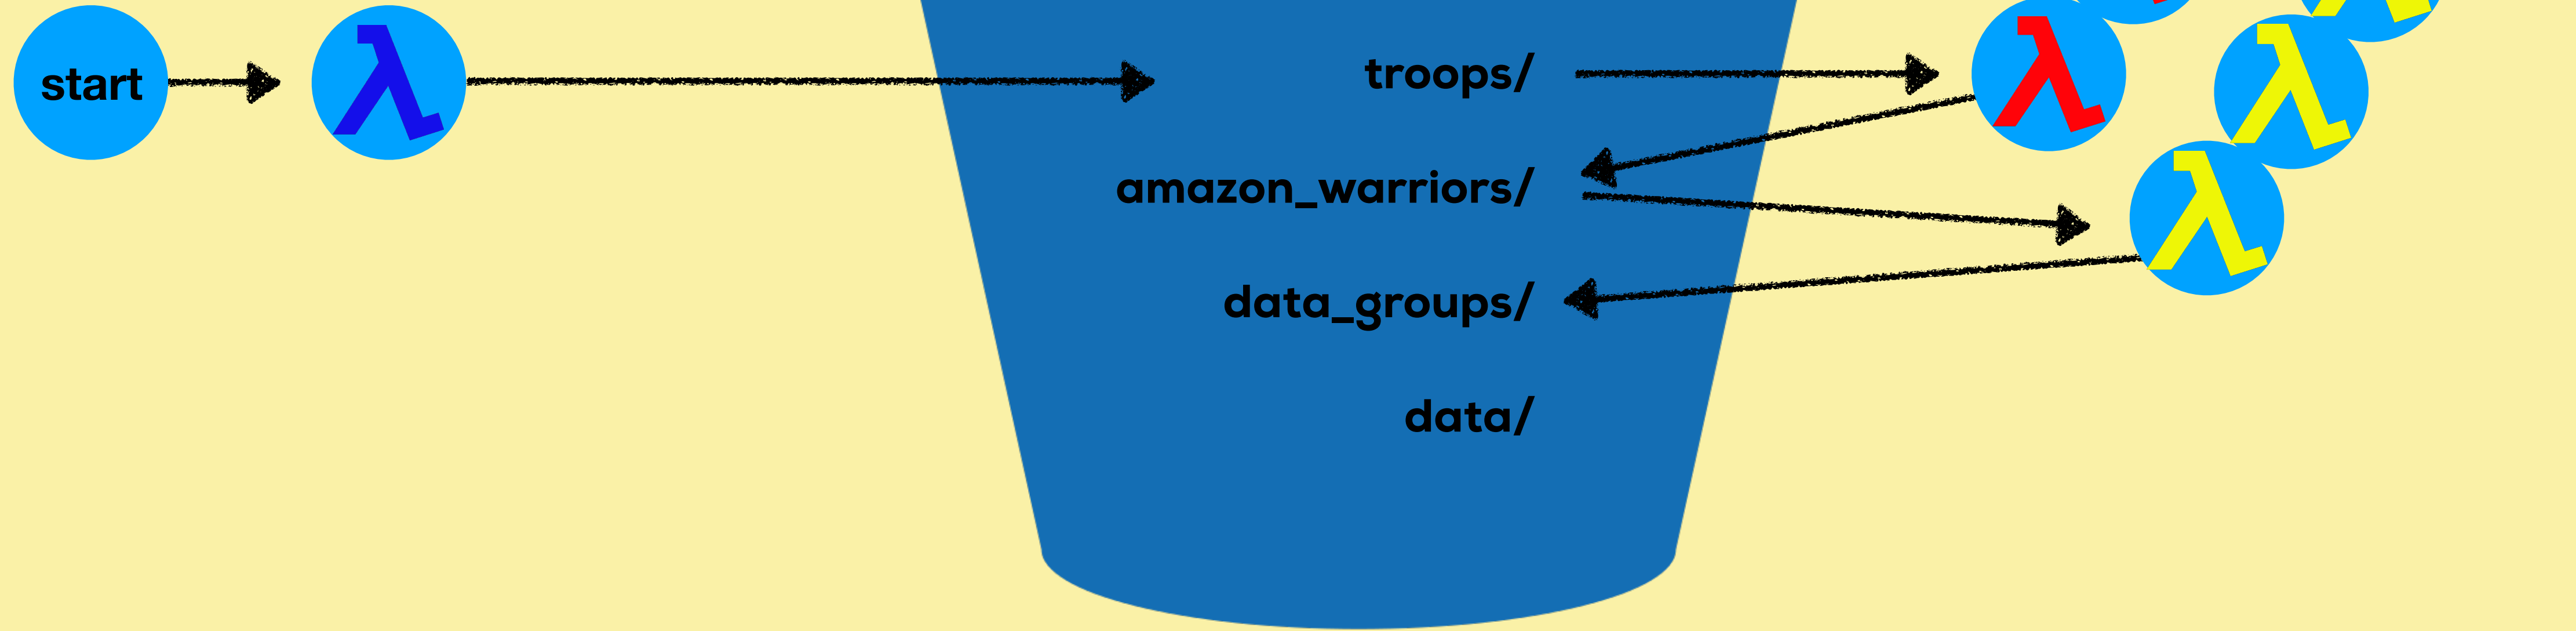 start
λ
troops/
λ
λ
amazon_warriors/
λ
data_groups/
data/